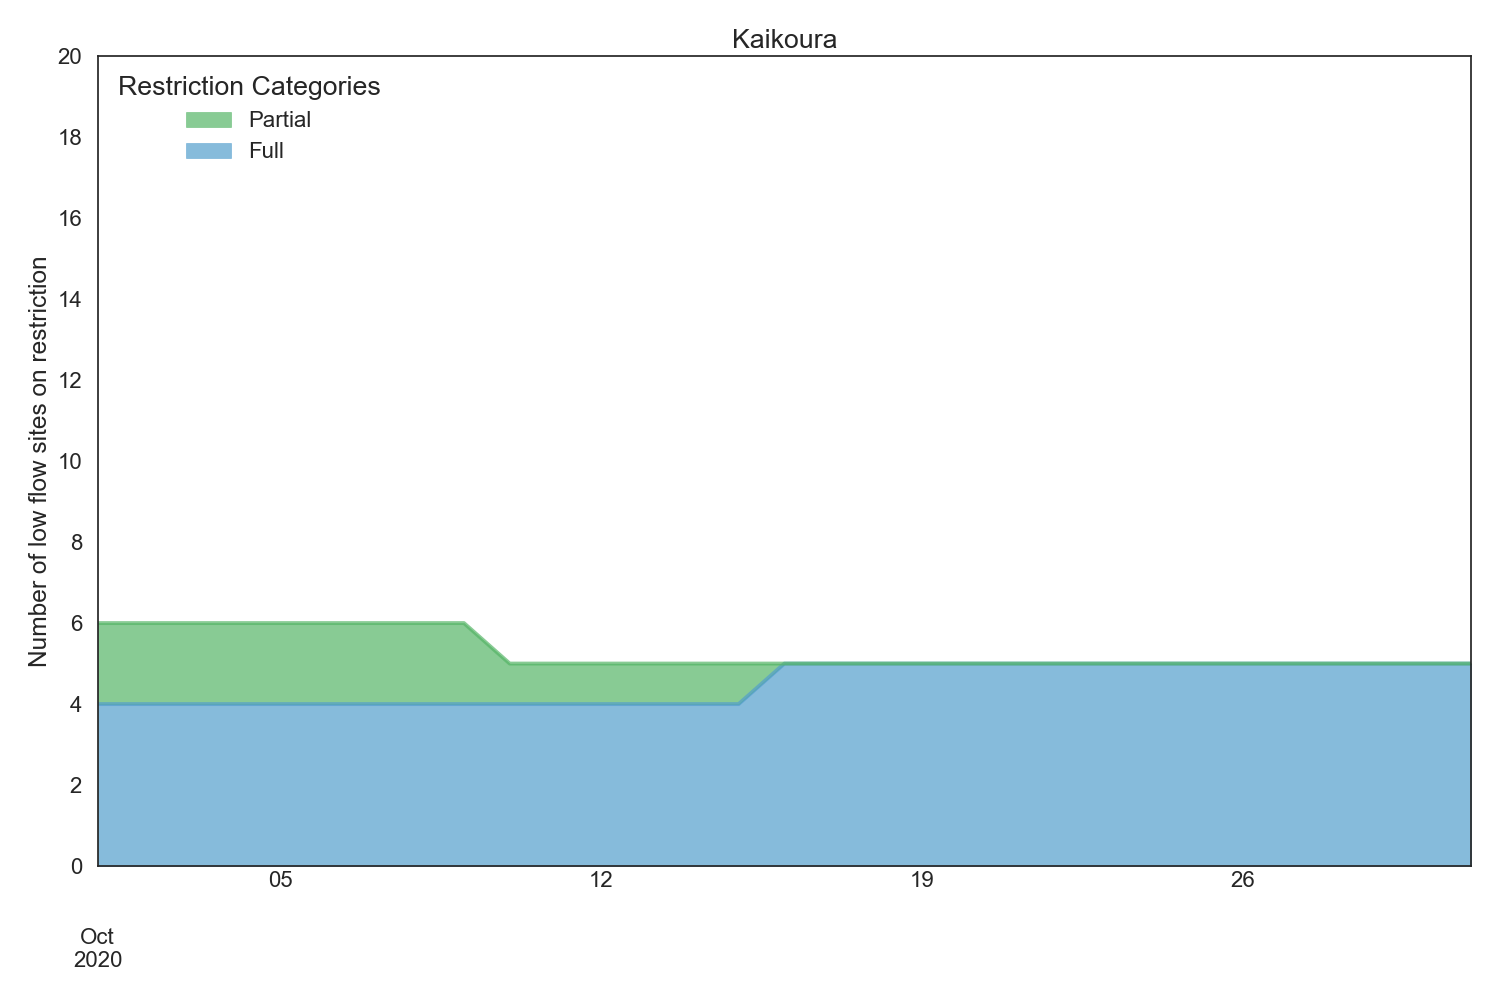 Kaikoura
Restriction Categories
Partial
Full
Number of low flow sites on restriction
20
18
16
14
12
10
8
6
4
2
0
05
12
19
26
Oct
2020